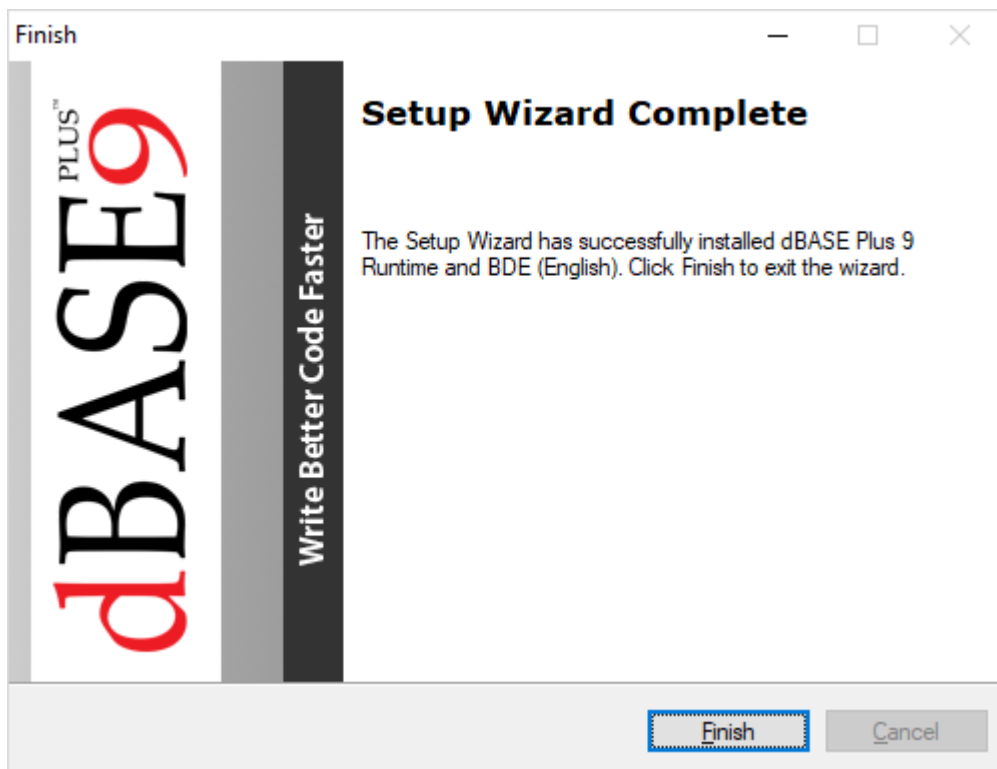 Finish
dBASE PLUS™ 9
Write Better Code Faster
Setup Wizard Complete
The Setup Wizard has successfully installed dBASE Plus 9
Runtime and BDE (English). Click Finish to exit the wizard.
Finish
Cancel